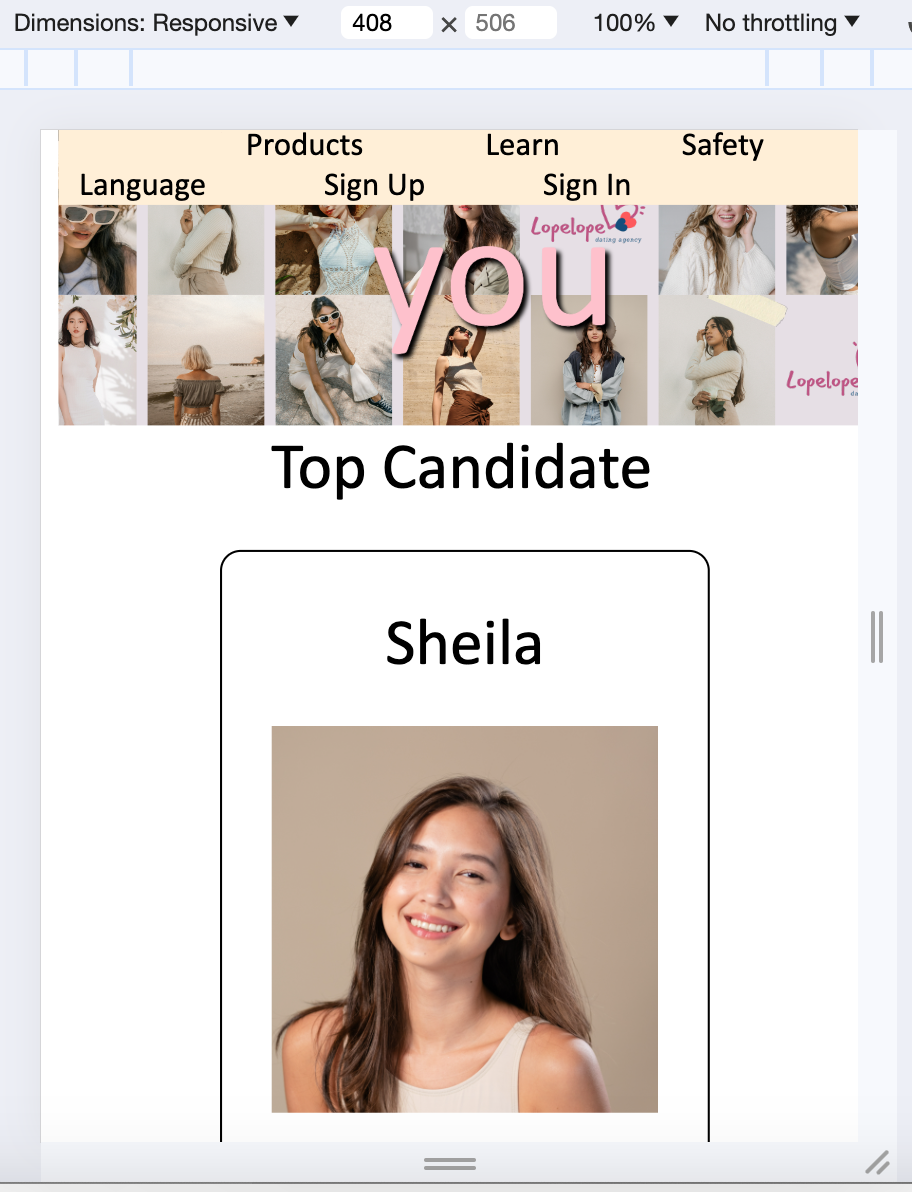 Dimensions: Responsive ▼ 408 × 506 100% ▼ No throttling ▼
Products Learn Safety
Language Sign Up Sign In
Lopelope
dating agency
you
Lopelope
Top Candidate
Sheila